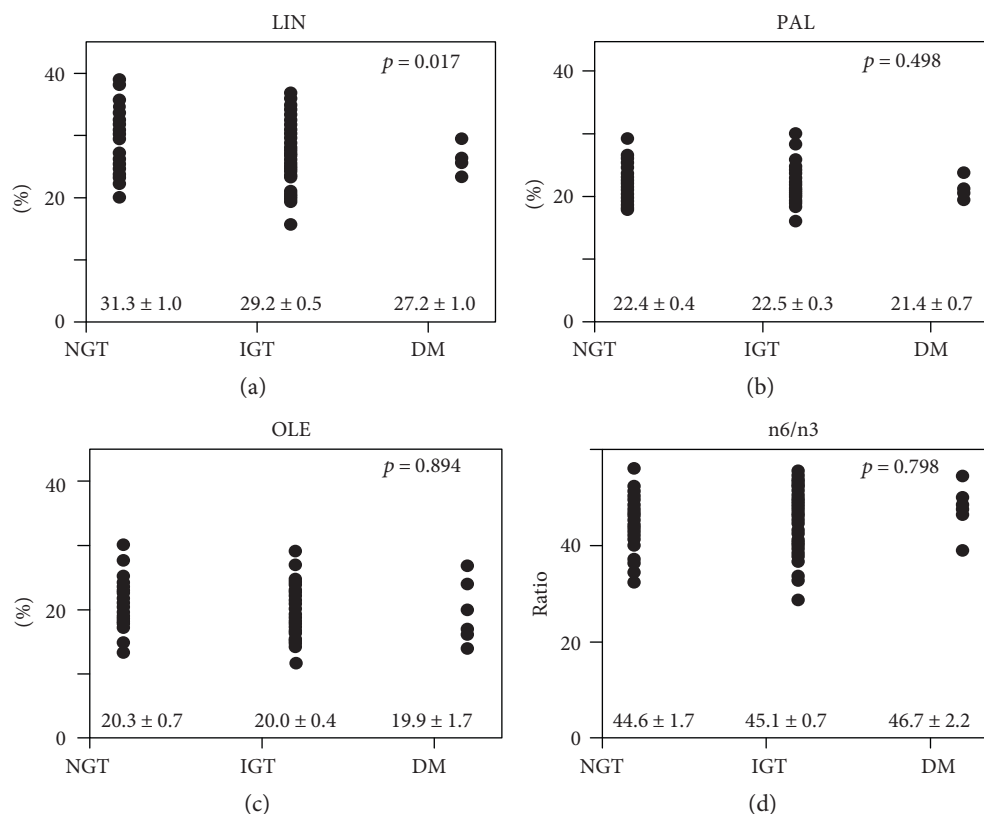 LIN
p = 0.017
40
(%)
20
31.3 ± 1.0 29.2 ± 0.5 27.2 ± 1.0
0
NGT IGT DM
(a)
PAL
p = 0.498
40
(%)
20
22.4 ± 0.4 22.5 ± 0.3 21.4 ± 0.7
0
NGT IGT DM
(b)
OLE
p = 0.894
40
(%)
20
20.3 ± 0.7 20.0 ± 0.4 19.9 ± 1.7
0
NGT IGT DM
(c)
n6/n3
p = 0.798
40
Ratio
20
44.6 ± 1.7 45.1 ± 0.7 46.7 ± 2.2
0
NGT IGT DM
(d)